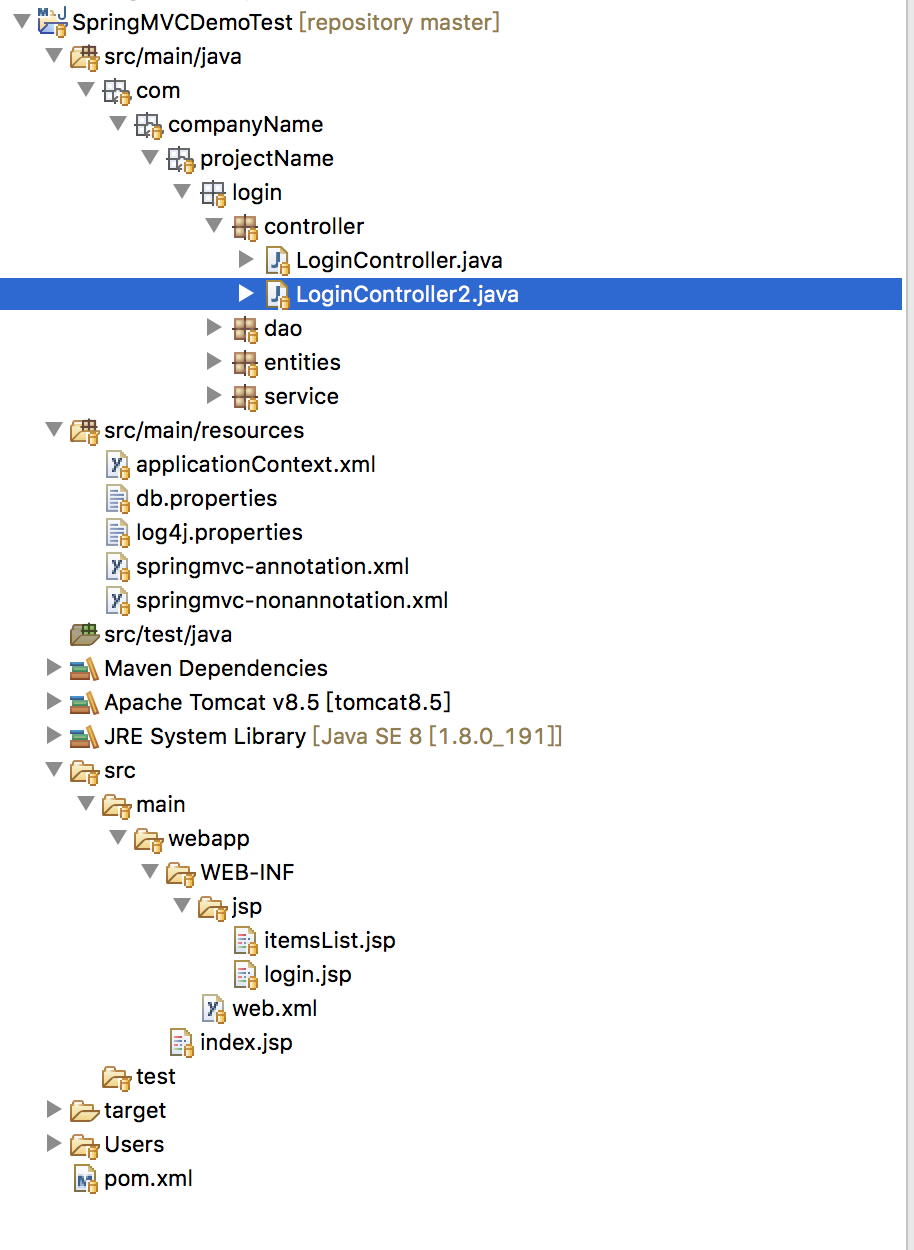 SpringMVCDemoTest [repository master]
src/main/java
com
companyName
projectName
login
controller
LoginController.java
LoginController2.java
dao
entities
service
src/main/resources
applicationContext.xml
db.properties
log4j.properties
springmvc-annotation.xml
springmvc-nonannotation.xml
src/test/java
Maven Dependencies
Apache Tomcat v8.5 [tomcat8.5]
JRE System Library [Java SE 8 [1.8.0_191]]
src
main
webapp
WEB-INF
jsp
itemsList.jsp
login.jsp
web.xml
index.jsp
test
target
Users
pom.xml